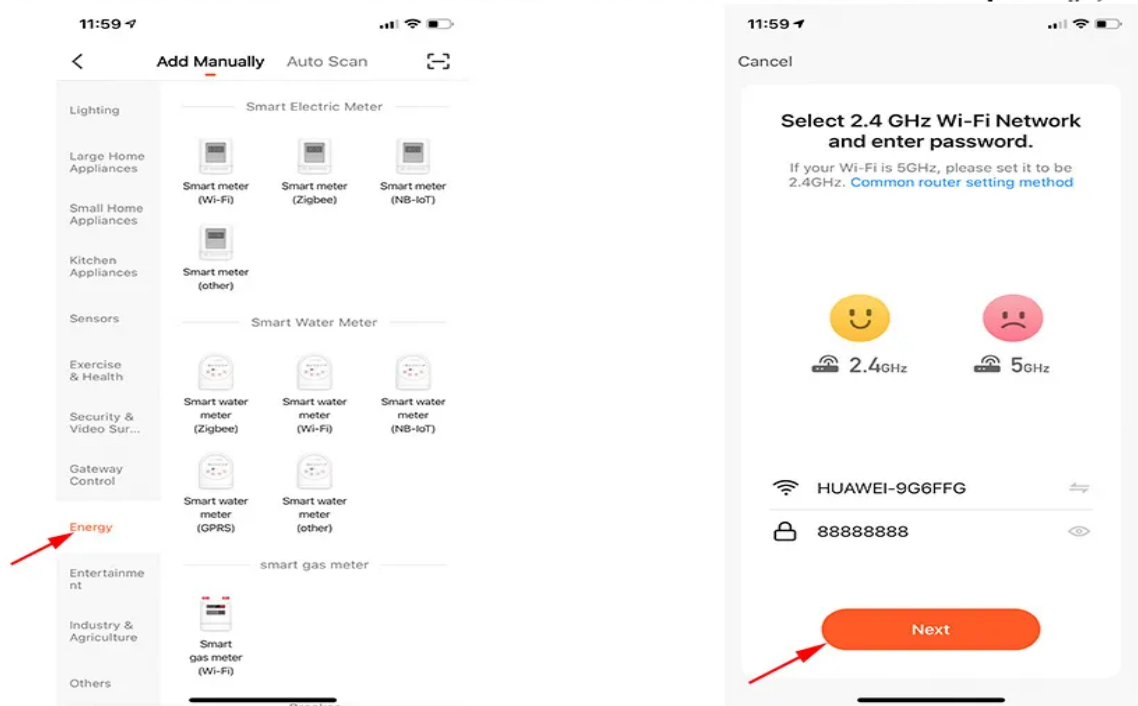 11:59
Add Manually Auto Scan
Lighting
Large Home
Appliances
Small Home
Appliances
Kitchen
Appliances
Sensors
Exercise
& Health
Security &
Video Sur...
Gateway
Control
Energy
Entertainme
nt
Industry &
Agriculture
Others
Smart Electric Meter
Smart meter
(Wi-Fi)
Smart meter
(Zigbee)
Smart meter
(NB-IoT)
Smart meter
(other)
Smart Water Meter
Smart water
meter
(Zigbee)
Smart water
meter
(Wi-Fi)
Smart water
meter
(NB-IoT)
Smart water
meter
(GPRS)
Smart water
meter
(other)
smart gas meter
Smart
gas meter
(Wi-Fi)
11:59
Cancel
Select 2.4 GHz Wi-Fi Network
and enter password.
If your Wi-Fi is 5GHz, please set it to be
2.4GHz. Common router setting method
2.4GHz
5GHz
HUAWEI-9G6FFG
88888888
Next